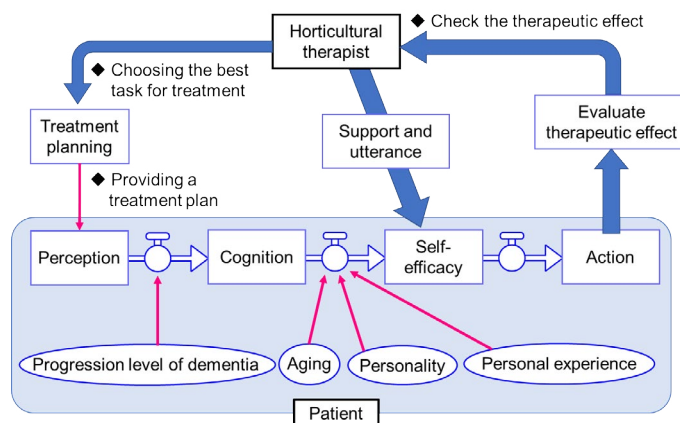 Horticultural
therapist
◆ Check the therapeutic effect
◆ Choosing the best
task for treatment
Treatment
planning
Support and
utterance
Evaluate
therapeutic effect
◆ Providing a
treatment plan
Perception
Cognition
Self-
efficacy
Action
Progression level of dementia
Aging
Personality
Personal experience
Patient